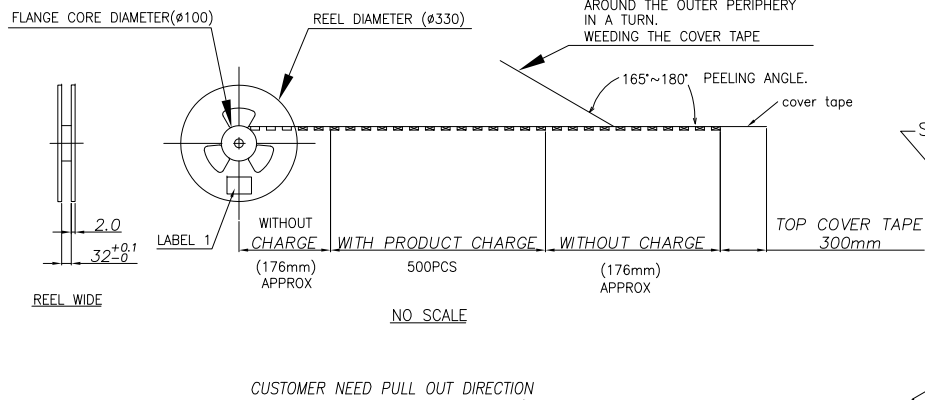 AROUND THE OUTER PERIPHERY
IN A TURN.
WEEDING THE COVER TAPE
FLANGE CORE DIAMETER(ø100)
REEL DIAMETER (ø330)
165°~180° PEELING ANGLE.
cover tape
2.0
32+0.1-0
REEL WIDE
LABEL 1
WITHOUT
CHARGE
(176mm)
APPROX
WITH PRODUCT CHARGE
500PCS
WITHOUT CHARGE
(176mm)
APPROX
TOP COVER TAPE
300mm
NO SCALE
CUSTOMER NEED PULL OUT DIRECTION